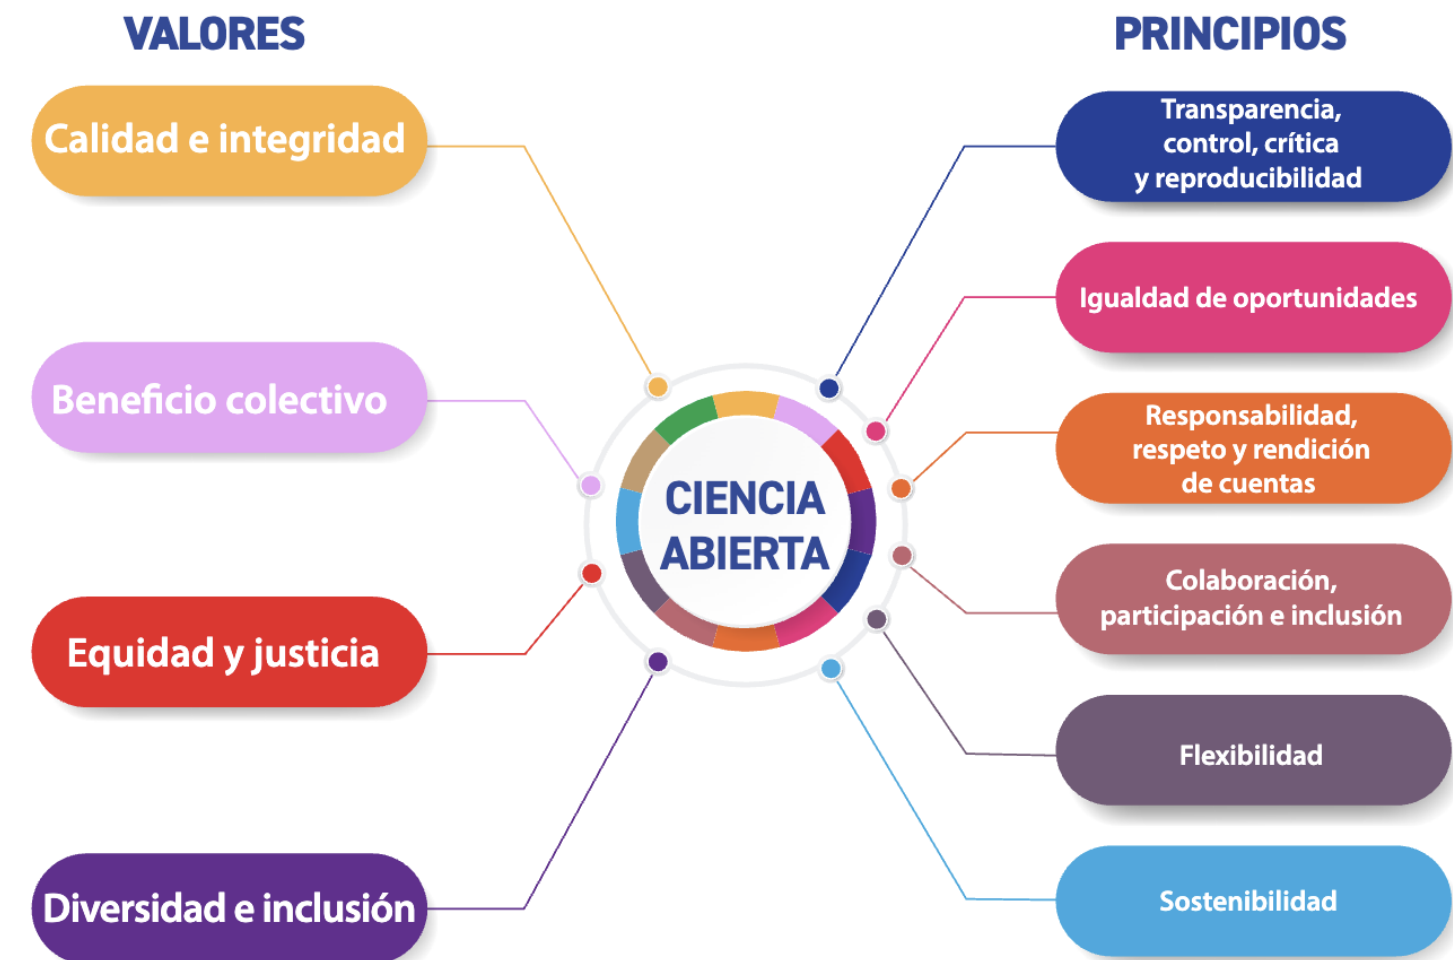 VALORES
Calidad e integridad
Beneficio colectivo
Equidad y justicia
Diversidad e inclusión
CIENCIA
ABIERTA
PRINCIPIOS
Transparencia,
control, crítica
y reproducibilidad
Igualdad de oportunidades
Responsabilidad,
respeto y rendición
de cuentas
Colaboración,
participación e inclusión
Flexibilidad
Sostenibilidad